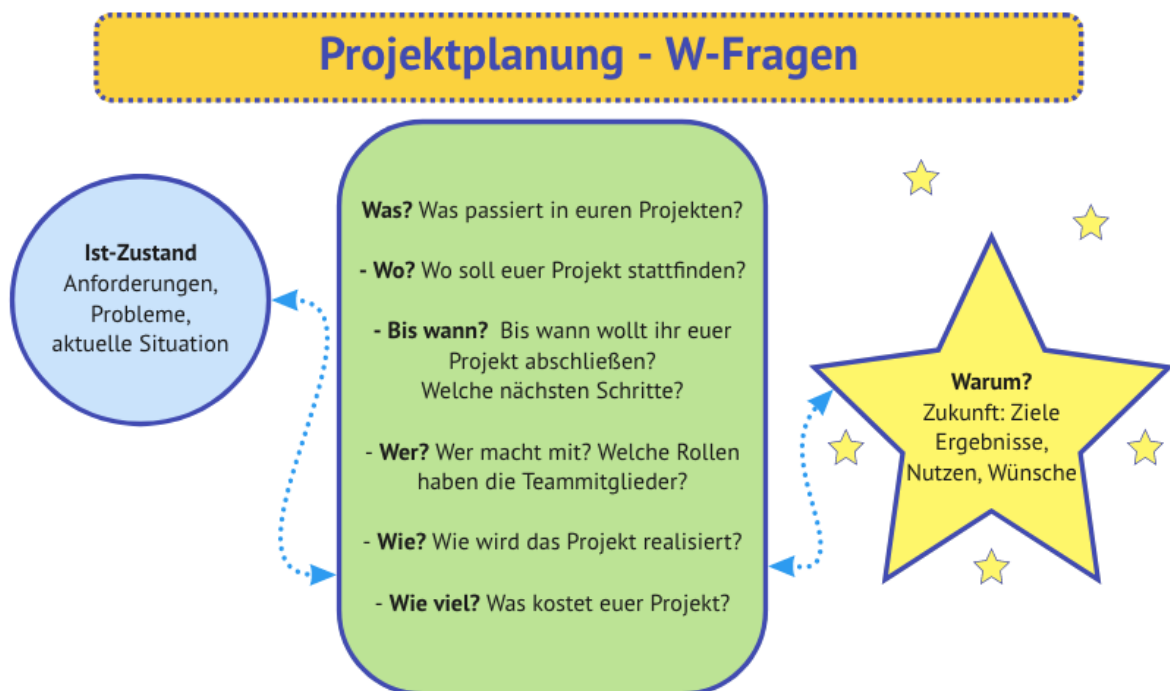 Projektplanung - W-Fragen
Ist-Zustand
Anforderungen,
Probleme,
aktuelle Situation
Was? Was passiert in euren Projekten?
- Wo? Wo soll euer Projekt stattfinden?
- Bis wann?  Bis wann wollt ihr euer
Projekt abschließen?
Welche nächsten Schritte?
- Wer? Wer macht mit? Welche Rollen
haben die Teammitglieder?
- Wie? Wie wird das Projekt realisiert?
- Wie viel? Was kostet euer Projekt?
Warum?
Zukunft: Ziele
Ergebnisse,
Nutzen, Wünsche